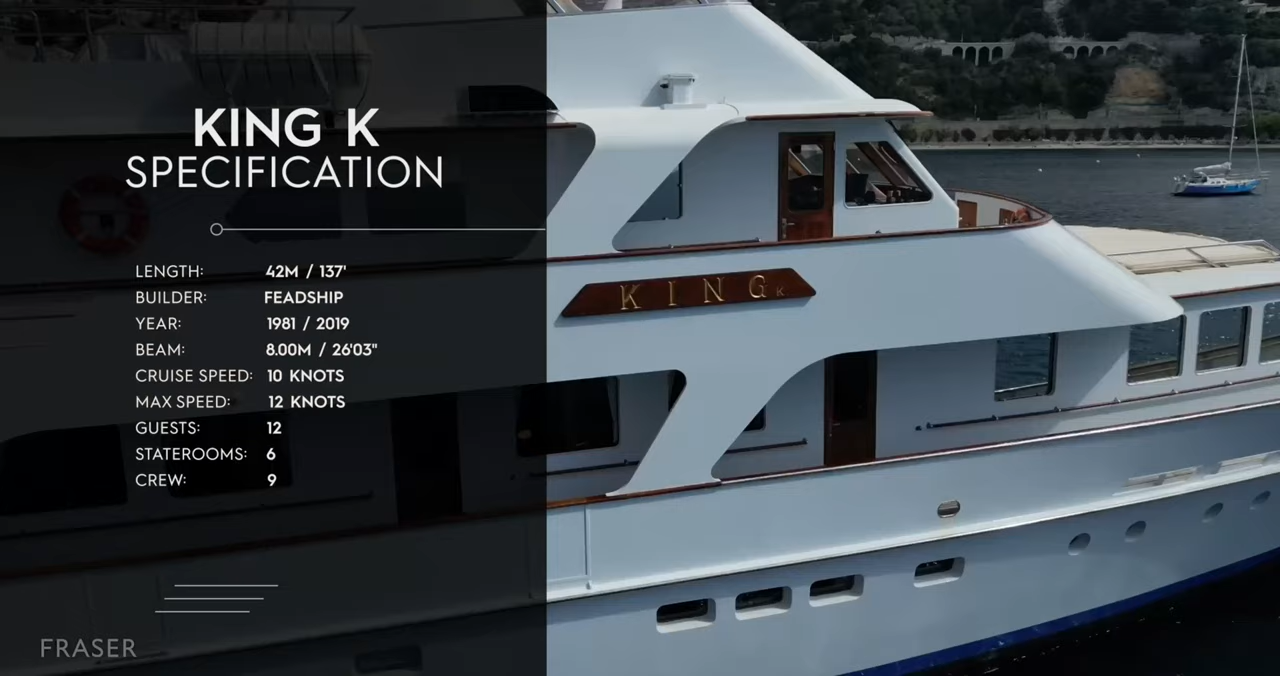 KING K
SPECIFICATION
LENGTH: 42M / 137'
BUILDER: FEADSHIP
YEAR: 1981 / 2019
BEAM: 8.00M / 26'03"
CRUISE SPEED: 10 KNOTS
MAX SPEED: 12 KNOTS
GUESTS: 12
STATEROOMS: 6
CREW: 9
FRASER
KING K